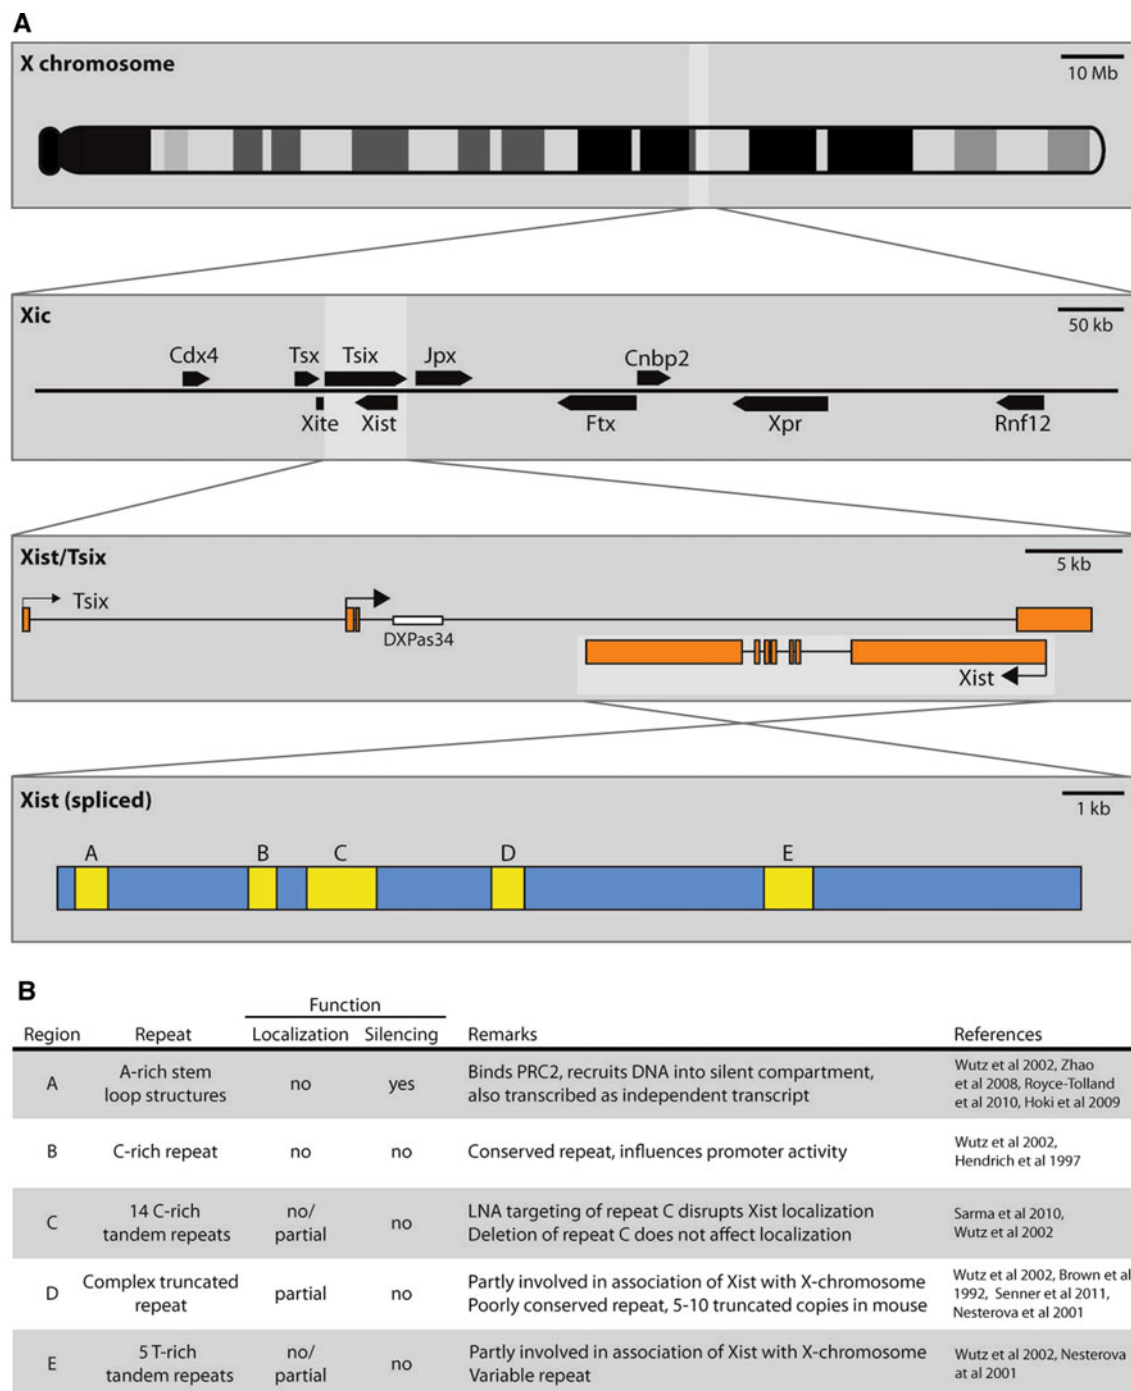 A
X chromosome
10 Mb
Xic
50 kb
Cdx4
Tsx
Tsix
Jpx
Cnbp2
Xite
Xist
Ftx
Xpr
Rnf12
Xist/Tsix
5 kb
Tsix
DXPas34
Xist
Xist (spliced)
1 kb
A
B
C
D
E
B
Function
Region
Repeat
Localization
Silencing
Remarks
References
A
A-rich stem
loop structures
no
yes
Binds PRC2, recruits DNA into silent compartment,
also transcribed as independent transcript
Wutz et al 2002, Zhao
et al 2008, Royce-Tolland
et al 2010, Hoki et al 2009
B
C-rich repeat
no
no
Conserved repeat, influences promoter activity
Wutz et al 2002,
Hendrich et al 1997
C
14 C-rich
tandem repeats
no/
partial
no
LNA targeting of repeat C disrupts Xist localization
Deletion of repeat C does not affect localization
Sarma et al 2010,
Wutz et al 2002
D
Complex truncated
repeat
partial
no
Partly involved in association of Xist with X-chromosome
Poorly conserved repeat, 5-10 truncated copies in mouse
Wutz et al 2002, Brown et al
1992, Senner et al 2011,
Nesterova et al 2001
E
5 T-rich
tandem repeats
no/
partial
no
Partly involved in association of Xist with X-chromosome
Variable repeat
Wutz et al 2002, Nesterova
at al 2001